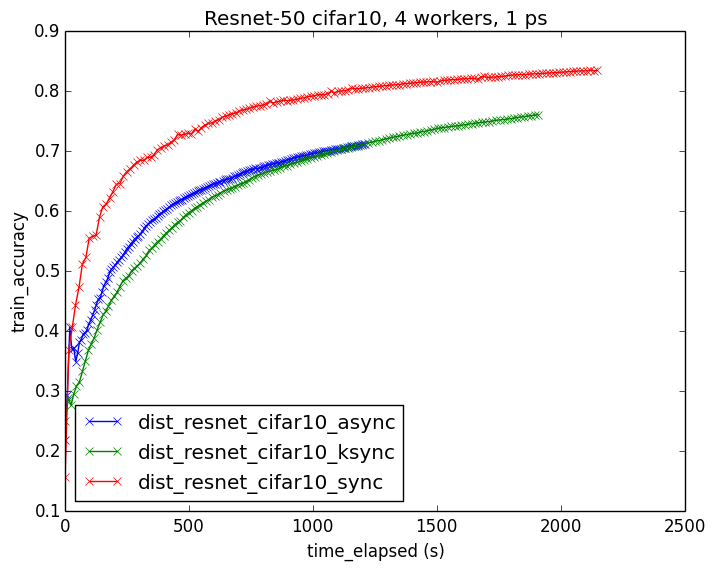 Resnet-50 cifar10, 4 workers, 1 ps
0.9
0.8
0.7
0.6
0.5
0.4
0.3
0.2
0.1
train_accuracy
dist_resnet_cifar10_async
dist_resnet_cifar10_ksync
dist_resnet_cifar10_sync
0 500 1000 1500 2000 2500
time_elapsed (s)